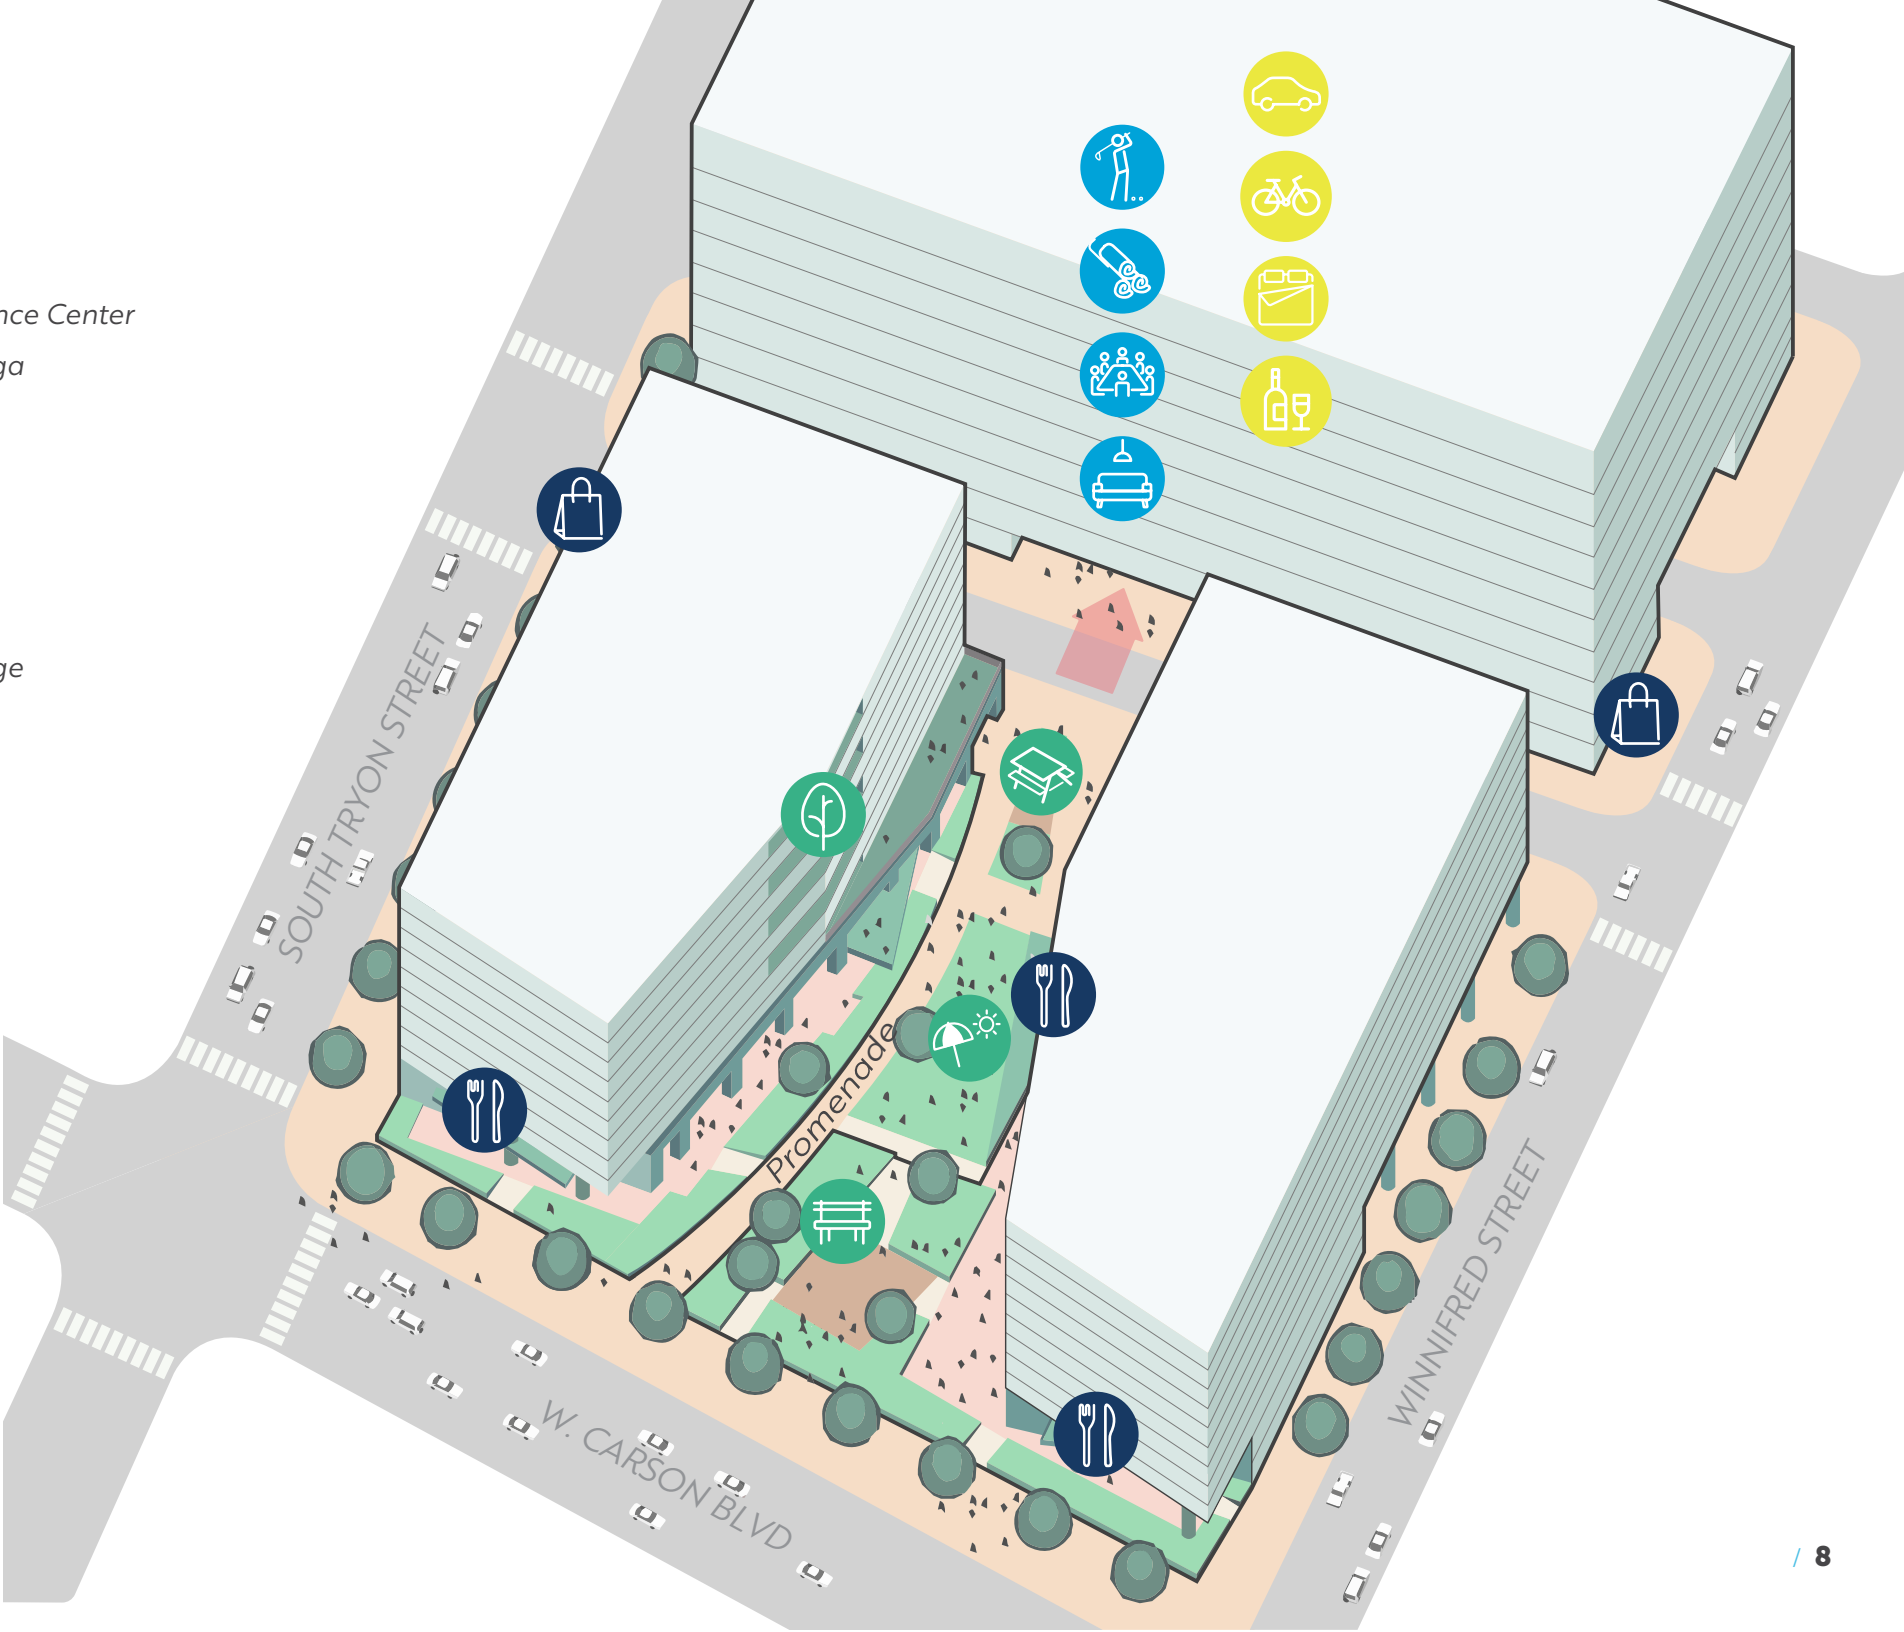 nce Center
ga
ge
SOUTH TRYON STREET
Promenade
WINNIFRED STREET
W. CARSON BLVD
/ 8